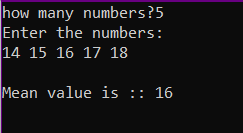 how many numbers?5
Enter the numbers:
14 15 16 17 18
Mean value is :: 16